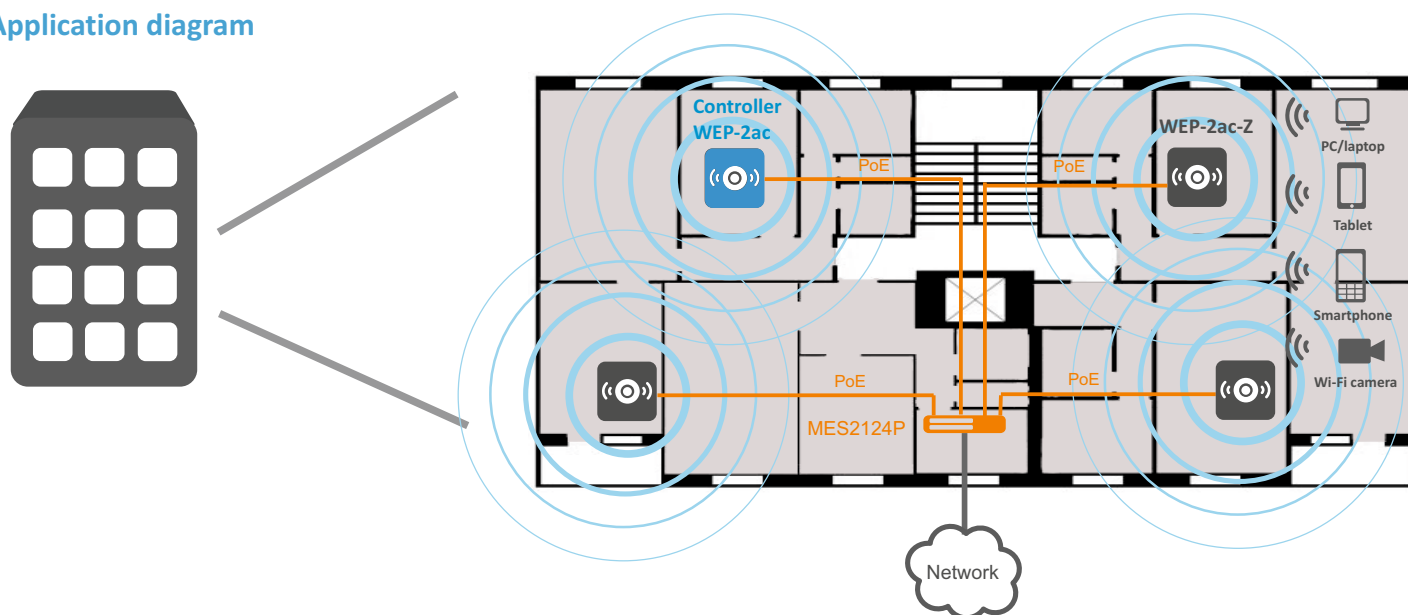 Application diagram
Controller
WEP-2ac
WEP-2ac-Z
PC/laptop
PoE
PoE
Tablet
Smartphone
PoE
PoE
Wi-Fi camera
MES2124P
Network